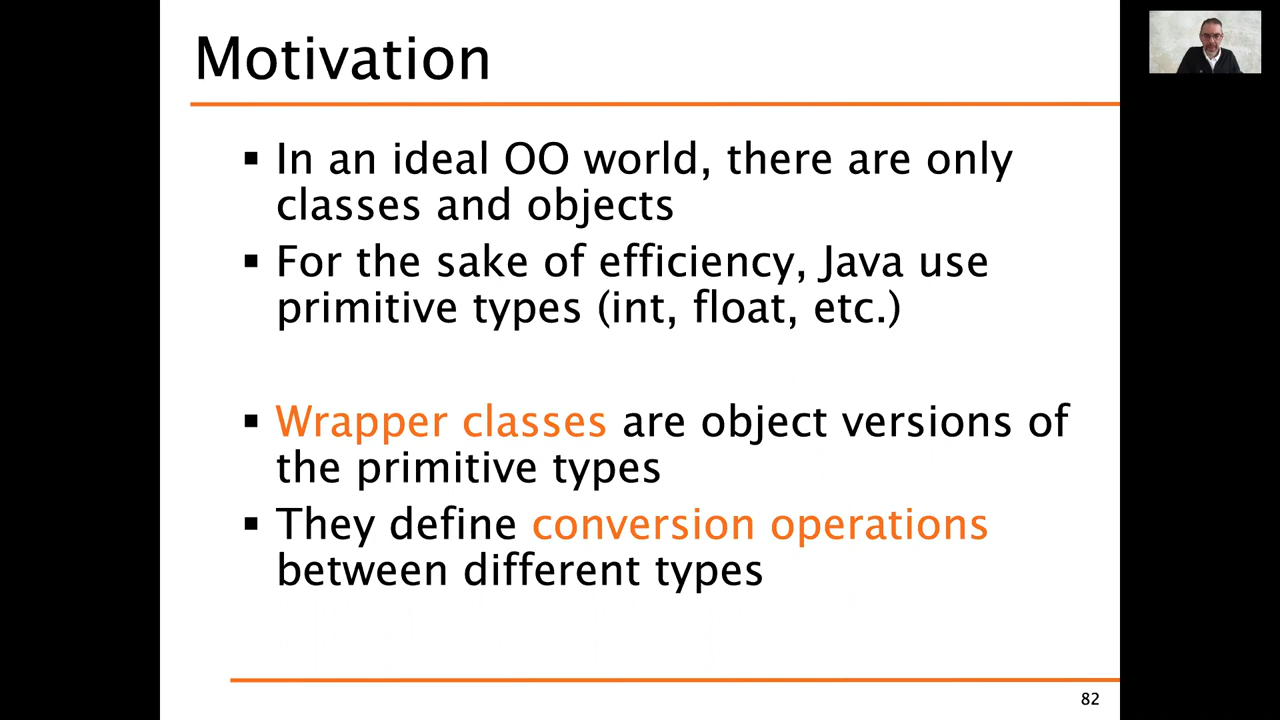 Motivation
▪ In an ideal OO world, there are only
classes and objects
▪ For the sake of efficiency, Java use
primitive types (int, float, etc.)
▪ Wrapper classes are object versions of
the primitive types
▪ They define conversion operations
between different types
82